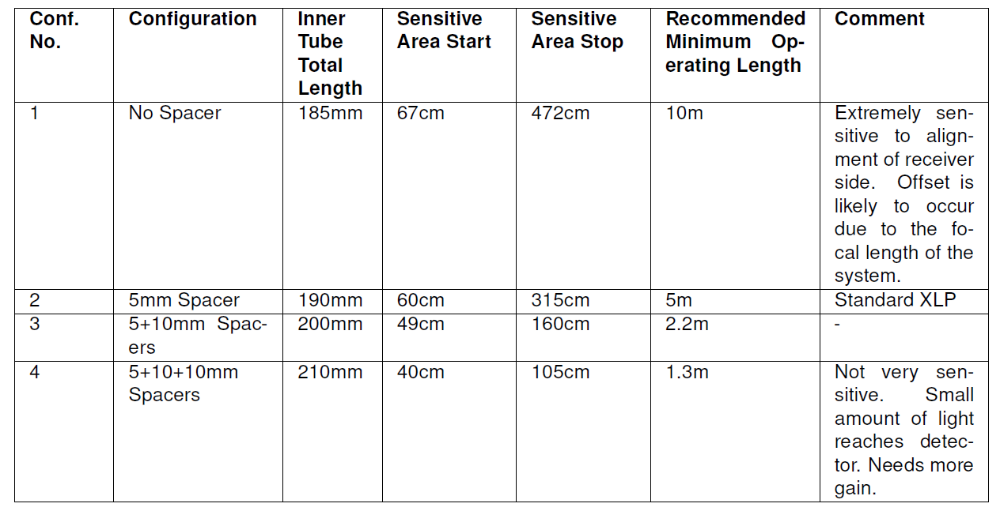 Conf. No. | Configuration | Inner Tube Total Length | Sensitive Area Start | Sensitive Area Stop | Recommended Minimum Op-erating Length | Comment
1 | No Spacer | 185mm | 67cm | 472cm | 10m | Extremely sen-
sitive to align-
ment of receiver
side. Offset is
likely to occur
due to the fo-
cal length of the
system.
2 | 5mm Spacer | 190mm | 60cm | 315cm | 5m | Standard XLP
3 | 5+10mm Spac-
ers | 200mm | 49cm | 160cm | 2.2m | -
4 | 5+10+10mm
Spacers | 210mm | 40cm | 105cm | 1.3m | Not very sen-
sitive. Small
amount of light
reaches detec-
tor. Needs more
gain.